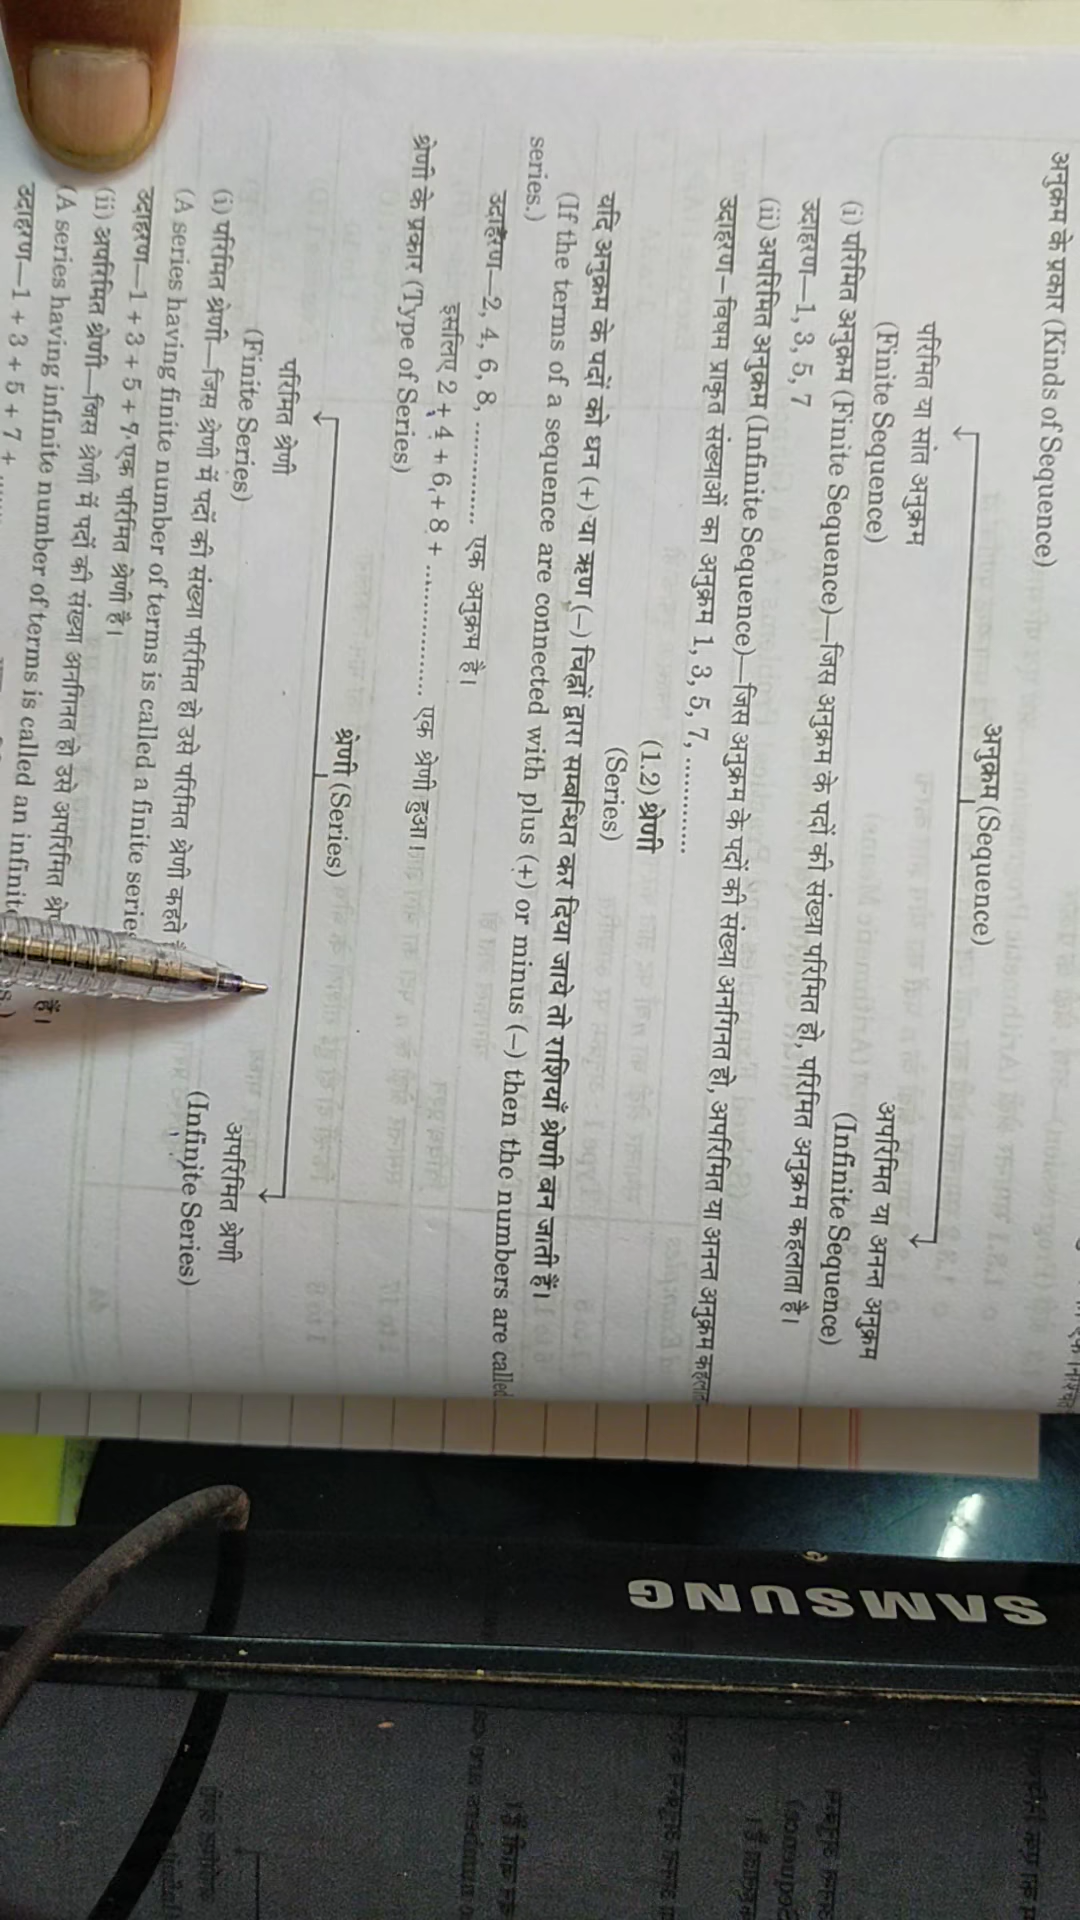 अनुक्रम के प्रकार (Kinds of Sequence)
अनुक्रम (Sequence)
परिमित या सांत अनुक्रम
(Finite Sequence)
अपरिमित या अनन्त अनुक्रम
(Infinite Sequence)
(i) परिमित अनुक्रम (Finite Sequence)—जिस अनुक्रम के पदों की संख्या परिमित हो, परिमित अनुक्रम कहलाता है।
उदाहरण—1, 3, 5, 7
(ii) अपरिमित अनुक्रम (Infinite Sequence)—जिस अनुक्रम के पदों की संख्या अनगिनत हो, अपरिमित या अनन्त अनुक्रम
उदाहरण—विषम प्राकृत संख्याओं का अनुक्रम 1, 3, 5, 7, ............
(1.2) श्रेणी
(Series)
यदि अनुक्रम के पदों को धन (+) या ऋण (–) चिह्नों द्वारा सम्बन्धित कर दिया जाये तो राशियाँ श्रेणी बन जाती हैं।
(If the terms of a sequence are connected with plus (+) or minus (–) then the numbers are called
series.)
उदाहरण—2, 4, 6, 8, ............... एक अनुक्रम है।
इसलिए 2 + 4 + 6 + 8 + ............... एक श्रेणी हुआ।
श्रेणी के प्रकार (Type of Series)
श्रेणी (Series)
परिमित श्रेणी
(Finite Series)
अपरिमित श्रेणी
(Infinite Series)
(i) परिमित श्रेणी—जिस श्रेणी में पदों की संख्या परिमित हो उसे परिमित श्रेणी कहते
(A series having finite number of terms is called a finite series
उदाहरण—1 + 3 + 5 + 7 एक परिमित श्रेणी है।
(ii) अपरिमित श्रेणी—जिस श्रेणी में पदों की संख्या अनगिनत हो उसे अपरिमित हैं।
(A series having infinite number of terms is called an infinite
उदाहरण—1 + 3 + 5 + 7 +
SAMSUNG